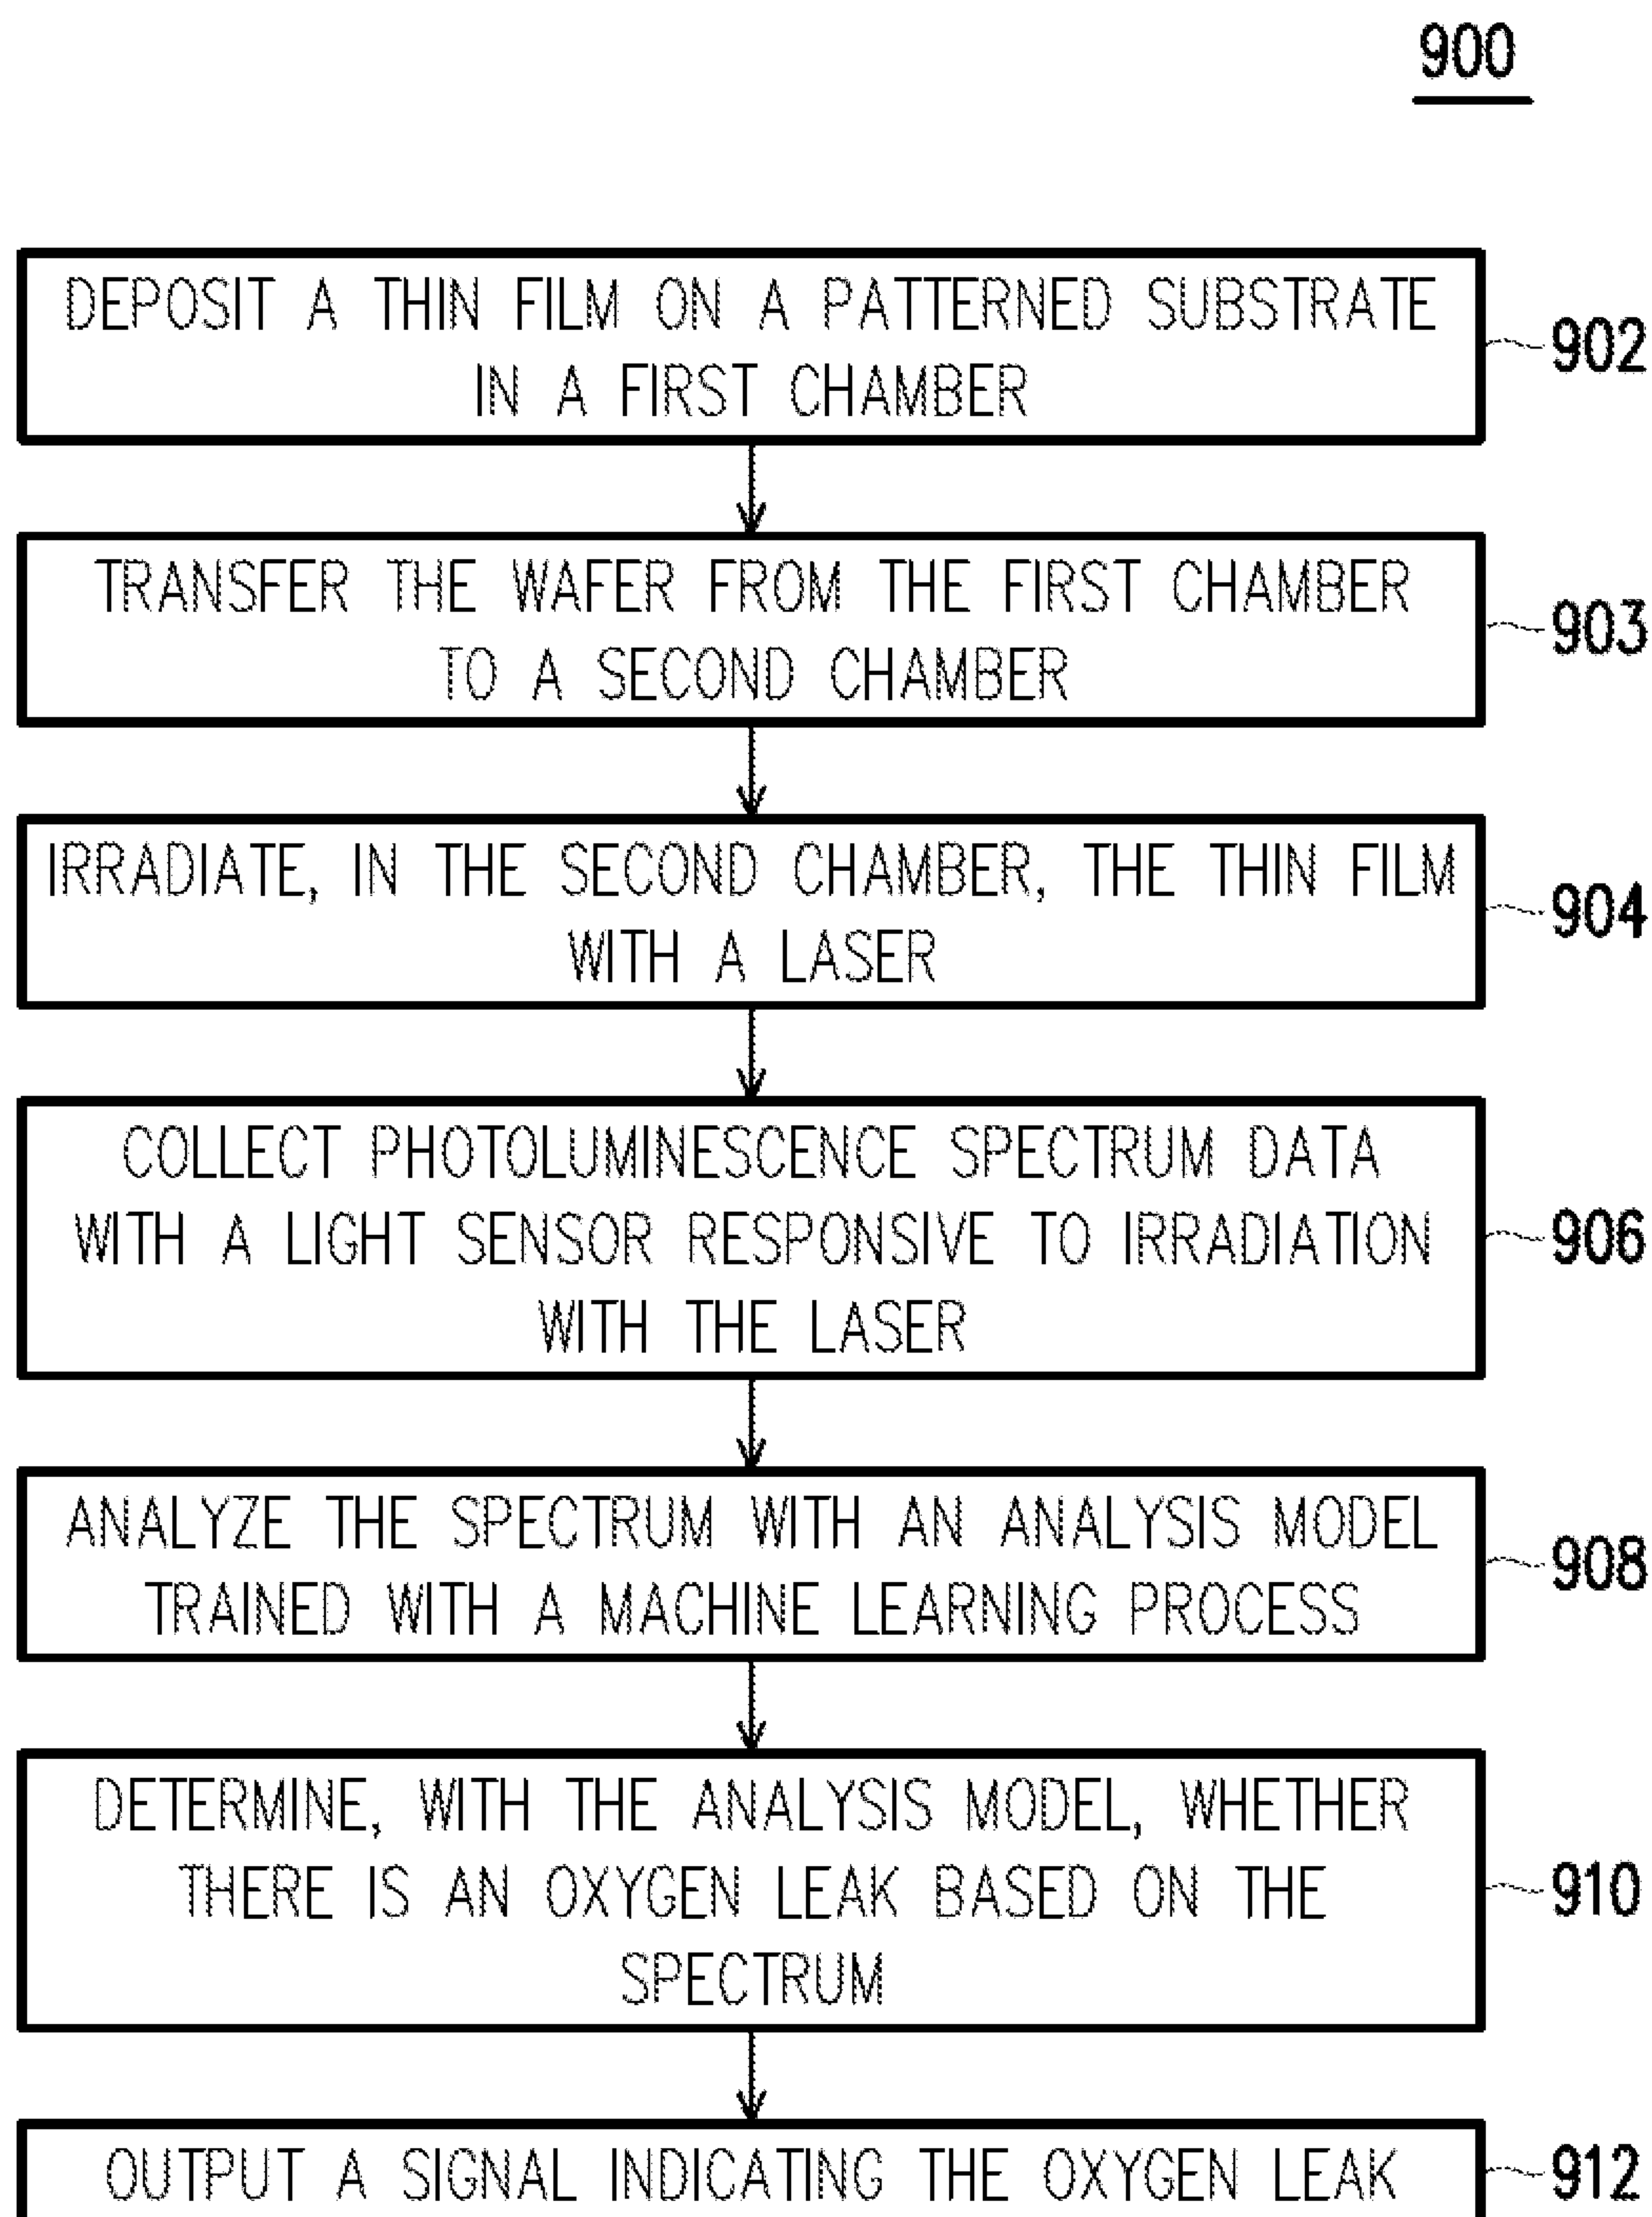 900
DEPOSIT A THIN FILM ON A PATTERNED SUBSTRATE
IN A FIRST CHAMBER
902
TRANSFER THE WAFER FROM THE FIRST CHAMBER
TO A SECOND CHAMBER
903
IRRADIATE, IN THE SECOND CHAMBER, THE THIN FILM
WITH A LASER
904
COLLECT PHOTOLUMINESCENCE SPECTRUM DATA
WITH A LIGHT SENSOR RESPONSIVE TO IRRADIATION
WITH THE LASER
906
ANALYZE THE SPECTRUM WITH AN ANALYSIS MODEL
TRAINED WITH A MACHINE LEARNING PROCESS
908
DETERMINE, WITH THE ANALYSIS MODEL, WHETHER
THERE IS AN OXYGEN LEAK BASED ON THE
SPECTRUM
910
OUTPUT A SIGNAL INDICATING THE OXYGEN LEAK
912